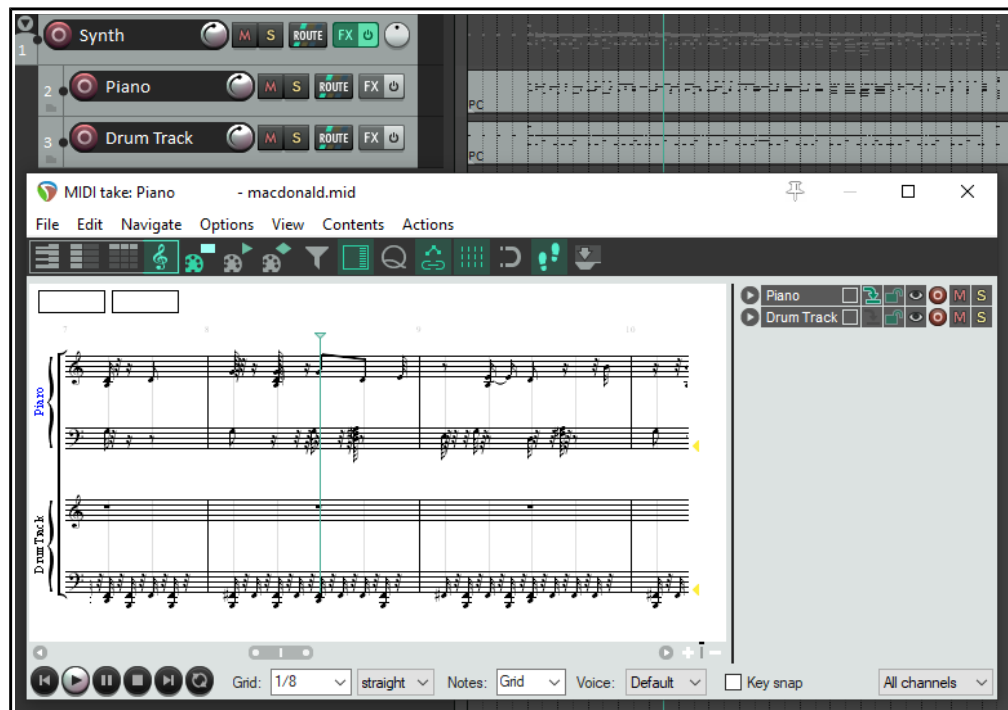 1 Synth M S ROUTE FX
2 Piano M S ROUTE FX
PC
3 Drum Track M S ROUTE FX
PC
MIDI take: Piano - macdonald.mid
File Edit Navigate Options View Contents Actions
Piano M S
Drum Track M S
7 8 9 10
Piano
Drum Track
Grid: 1/8 straight Notes: Grid Voice: Default Key snap All channels